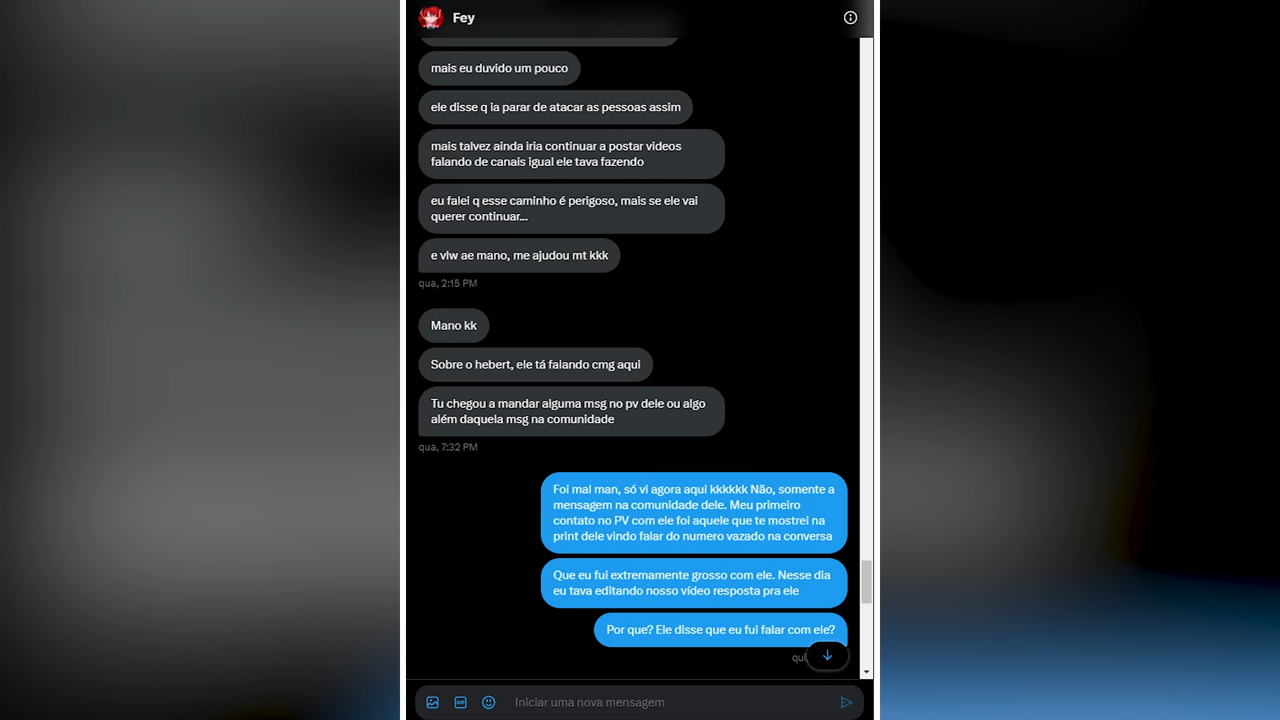 Fey
mais eu duvido um pouco
ele disse q ia parar de atacar as pessoas assim
mais talvez ainda iria continuar a postar videos
falando de canais igual ele tava fazendo
eu falei q esse caminho é perigoso, mais se ele vai
querer continuar...
e vlw ae mano, me ajudou mt kkk
qua, 2:15 PM
Mano kk
Sobre o hebert, ele tá falando cmg aqui
Tu chegou a mandar alguma msg no pv dele ou algo
além daquela msg na comunidade
qua, 7:32 PM
Foi mal man, só vi agora aqui kkkkkk Não, somente a
mensagem na comunidade dele. Meu primeiro
contato no PV com ele foi aquele que te mostrei na
print dele vindo falar do numero vazado na conversa
Que eu fui extremamente grosso com ele. Nesse dia
eu tava editando nosso vídeo resposta pra ele
Por que? Ele disse que eu fui falar com ele?
GIF
Iniciar uma nova mensagem